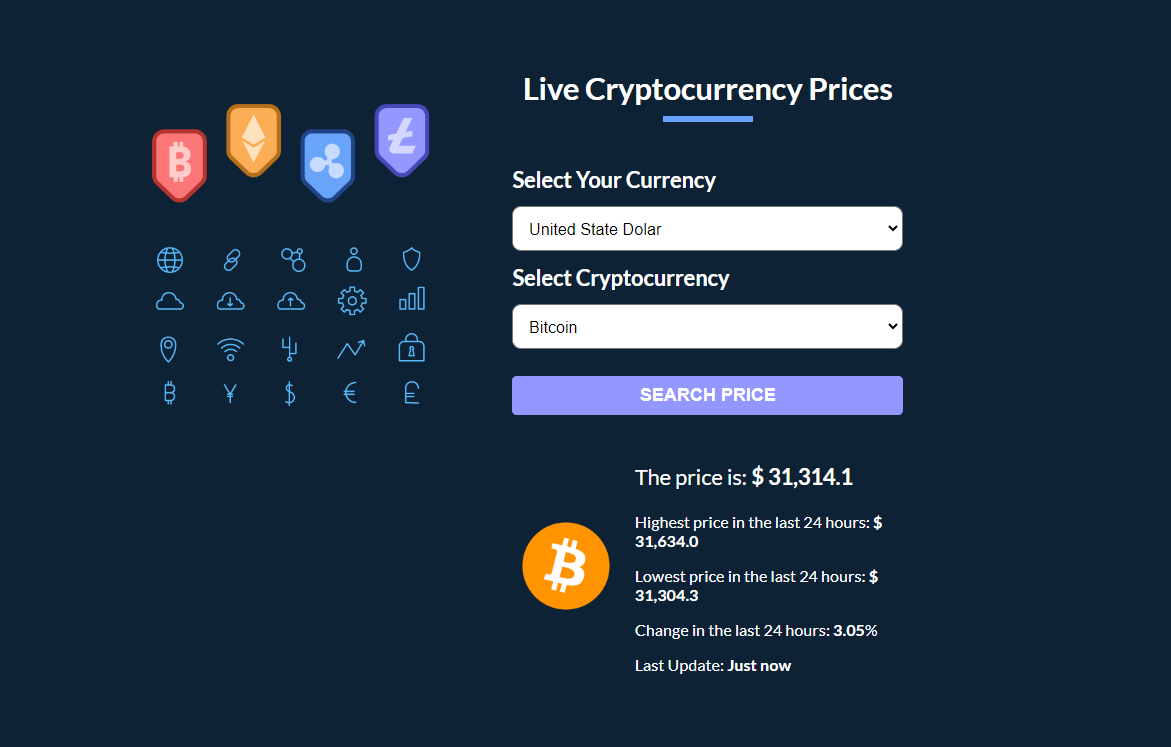 Live Cryptocurrency Prices
Select Your Currency
United State Dolar
Select Cryptocurrency
Bitcoin
SEARCH PRICE
The price is: $ 31,314.1
Highest price in the last 24 hours: $
31,634.0
Lowest price in the last 24 hours: $
31,304.3
Change in the last 24 hours: 3.05%
Last Update: Just now